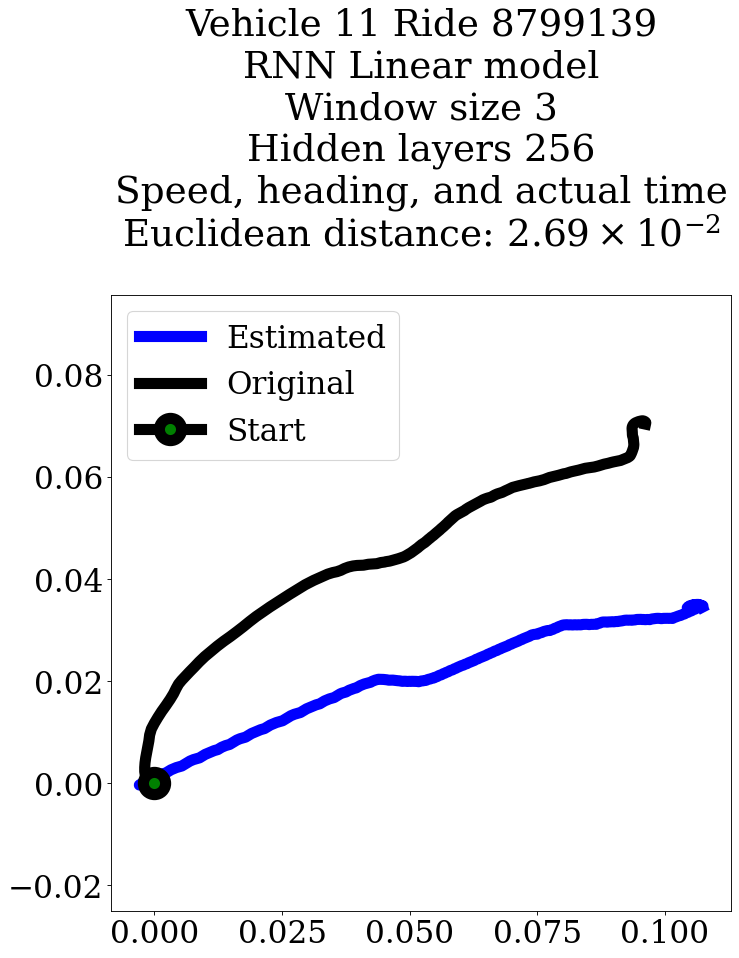 Vehicle 11 Ride 8799139
RNN Linear model
Window size 3
Hidden layers 256
Speed, heading, and actual time
Euclidean distance: 2.69 × 10⁻²
Estimated
Original
Start
0.08
0.06
0.04
0.02
0.00
−0.02
0.000 0.025 0.050 0.075 0.100